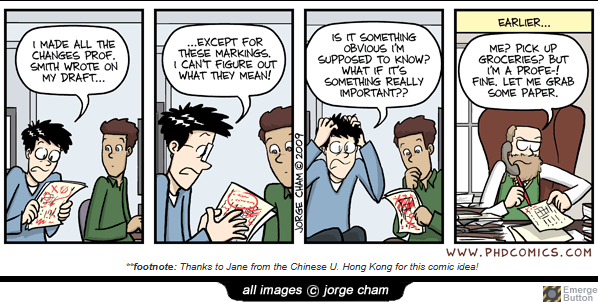 I MADE ALL THE
CHANGES PROF.
SMITH WROTE ON
MY DRAFT...
...EXCEPT FOR
THESE MARKINGS.
I CAN'T FIGURE OUT
WHAT THEY MEAN!
IS IT SOMETHING
OBVIOUS I'M
SUPPOSED TO KNOW?
WHAT IF IT'S
SOMETHING REALLY
IMPORTANT??
EARLIER...
ME? PICK UP
GROCERIES? BUT
I'M A PROFE-!
FINE. LET ME GRAB
SOME PAPER.
JORGE CHAM © 2009
WWW.PHDCOMICS.COM
**footnote: Thanks to Jane from the Chinese U. Hong Kong for this comic idea!
all images © jorge cham
Emerge
Button